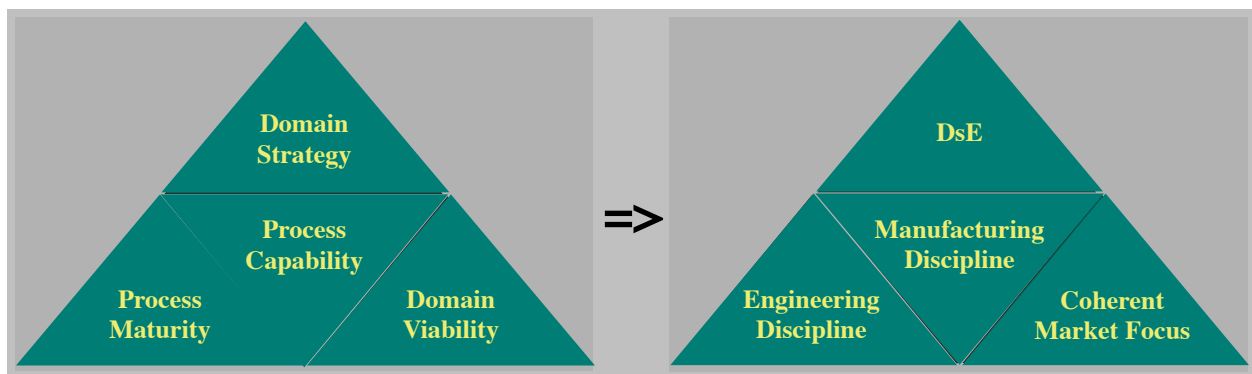 Domain
Strategy
Process
Capability
Process
Maturity
Domain
Viability
=>
DsE
Manufacturing
Discipline
Engineering
Discipline
Coherent
Market Focus